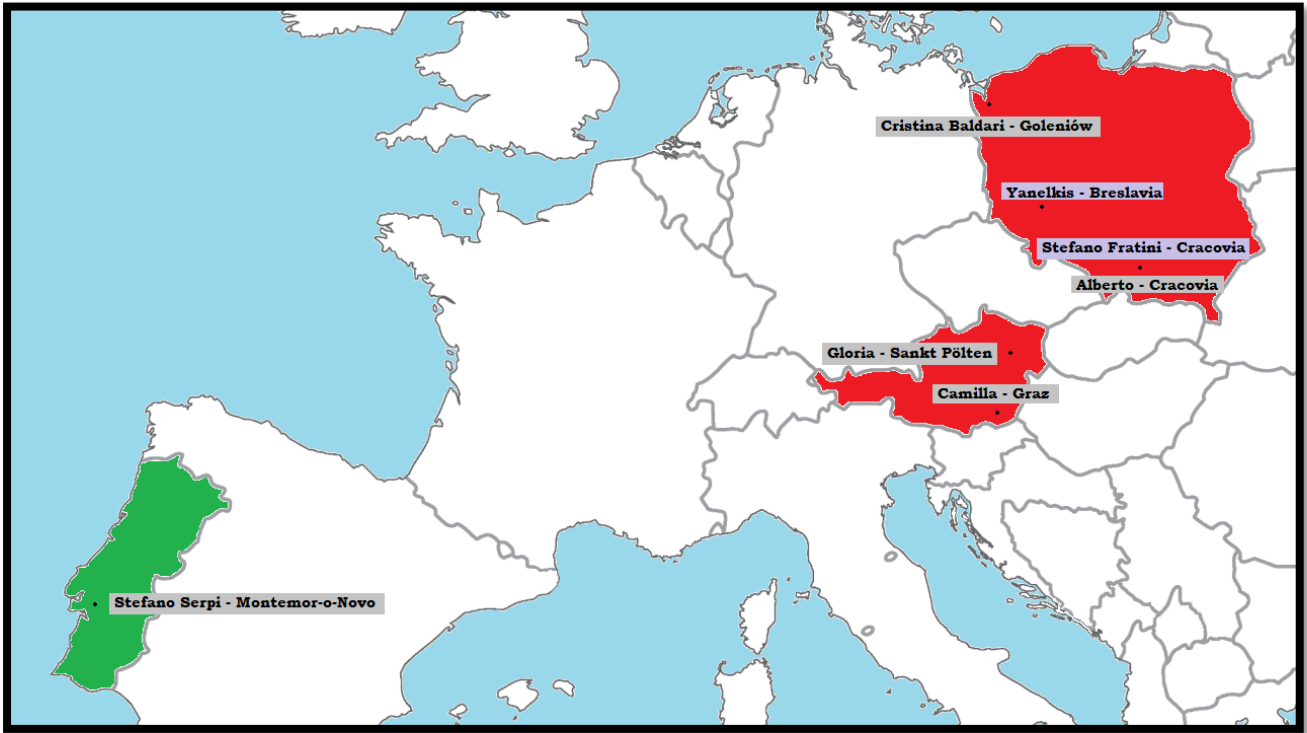 Cristina Baldari - Goleniów
Yanelkis - Breslavia
Stefano Fratini - Cracovia
Alberto - Cracovia
Gloria - Sankt Pölten
Camilla - Graz
Stefano Serpi - Montemor-o-Novo